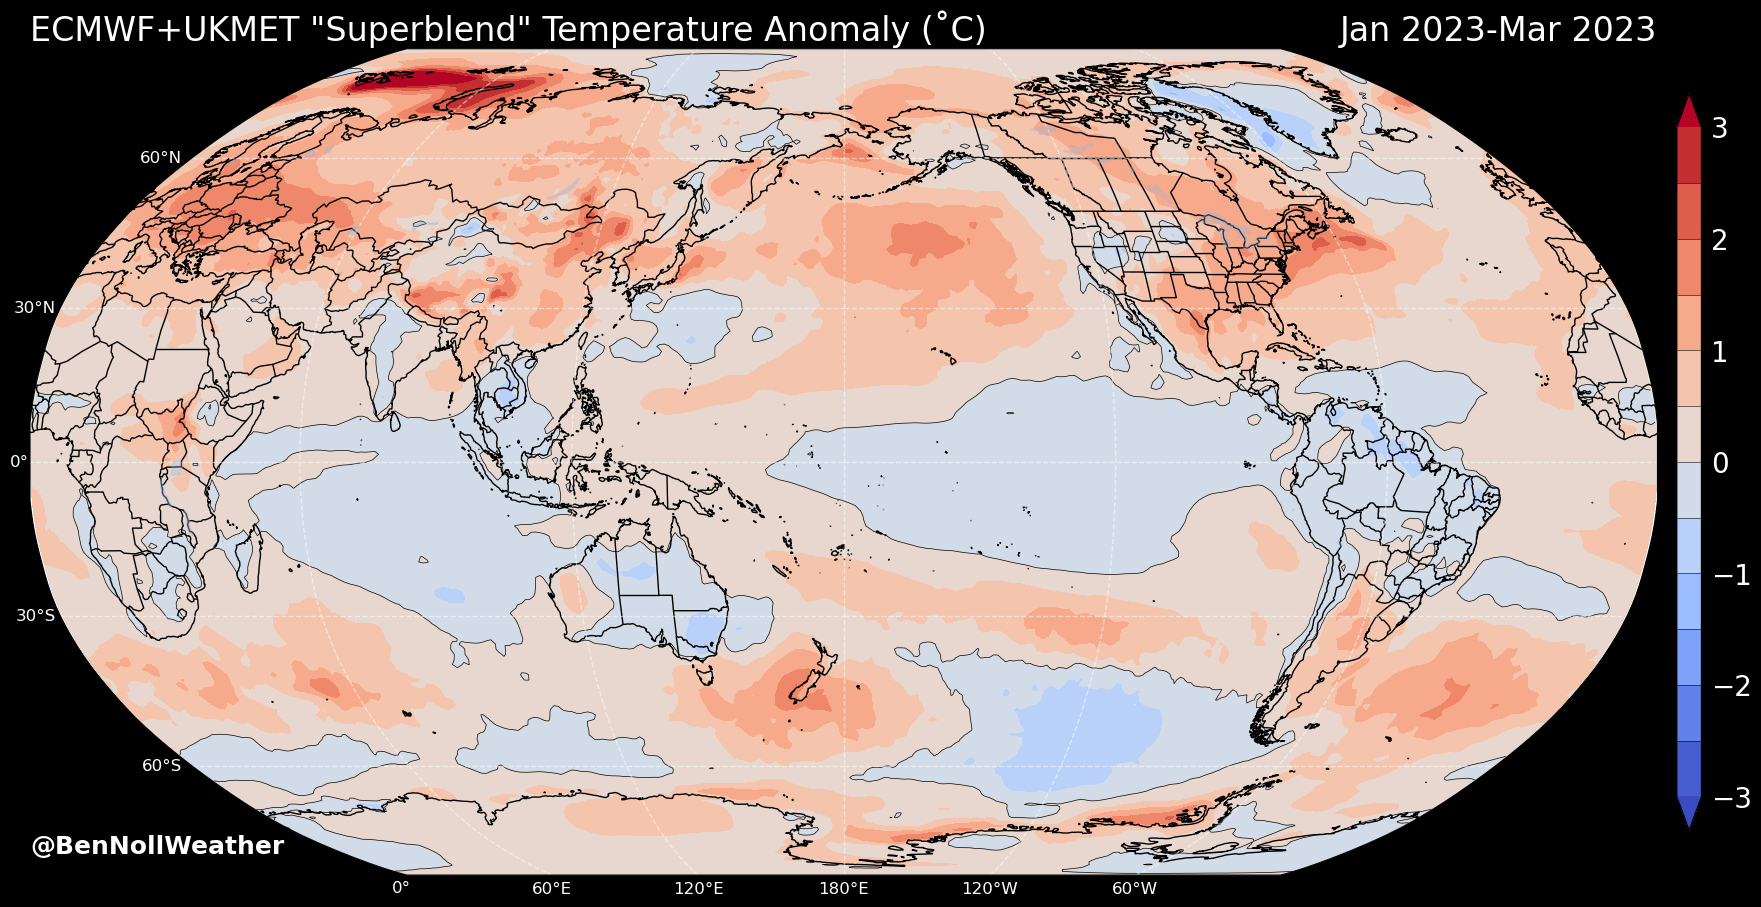 ECMWF+UKMET "Superblend" Temperature Anomaly (˚C)
Jan 2023-Mar 2023
60°N
30°N
0°
30°S
60°S
3
2
1
0
−1
−2
−3
@BenNollWeather
0°
60°E
120°E
180°E
120°W
60°W